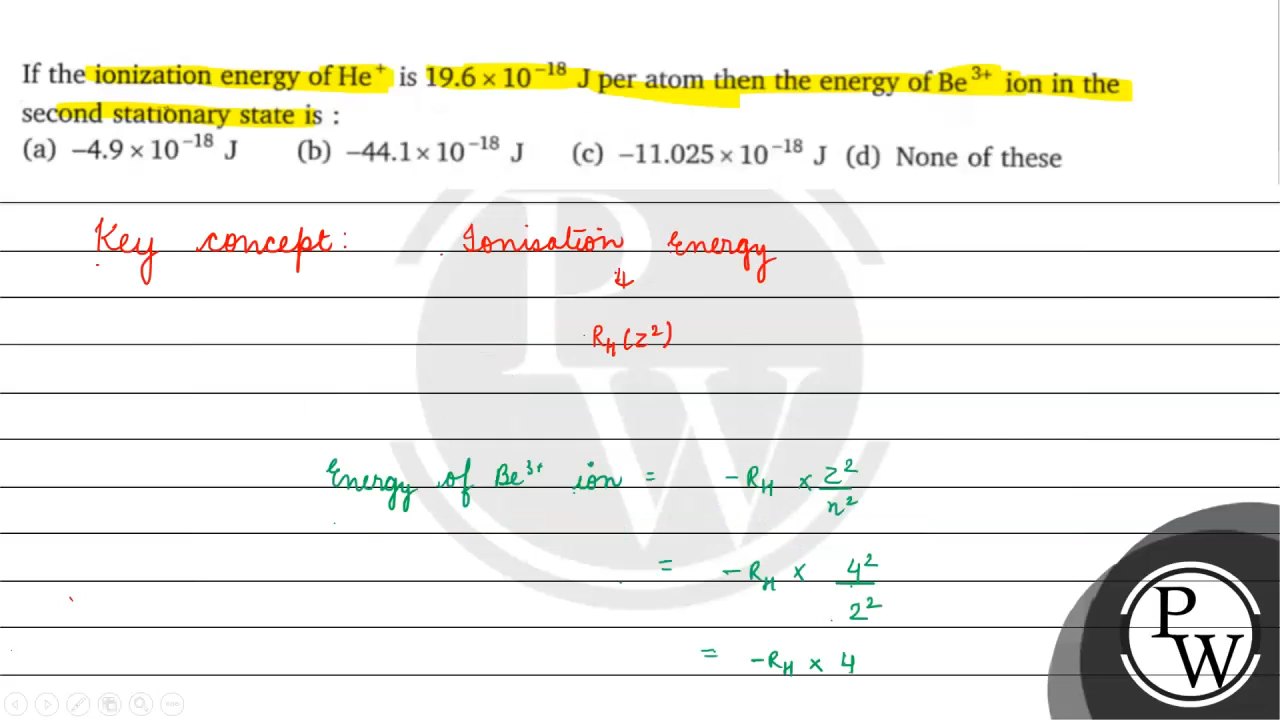 If the ionization energy of He⁺ is 19.6 × 10⁻¹⁸ J per atom then the energy of Be³⁺ ion in the
second stationary state is :
(a) −4.9 × 10⁻¹⁸ J (b) −44.1 × 10⁻¹⁸ J (c) −11.025 × 10⁻¹⁸ J (d) None of these
Key concept: Ionisation Energy
↓
R_H (Z²)
Energy of Be³⁺ ion = − R_H × Z²/n²
= − R_H × 4²/2²
= − R_H × 4
PW
PW